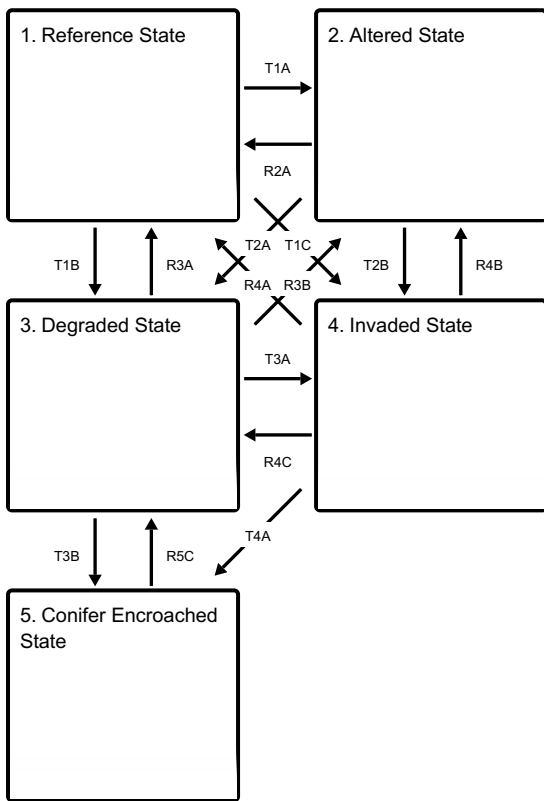 1. Reference State
2. Altered State
T1A
R2A
T2A
T1C
T1B
R3A
T2B
R4B
R4A
R3B
3. Degraded State
4. Invaded State
T3A
R4C
T4A
T3B
R5C
5. Conifer Encroached
State